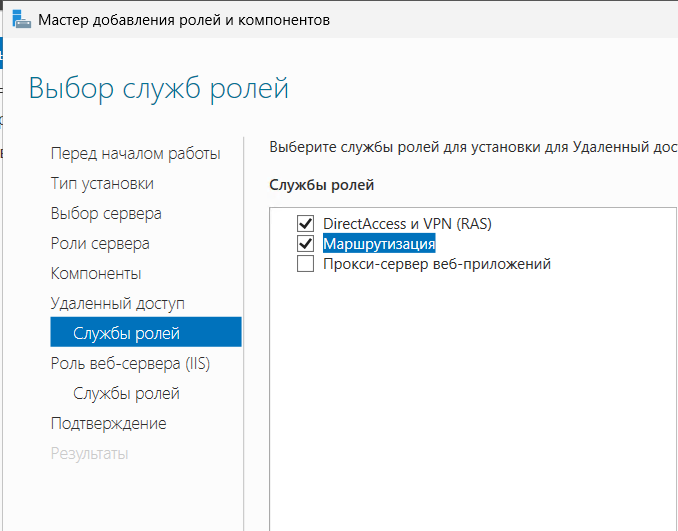 Мастер добавления ролей и компонентов
Выбор служб ролей
Перед началом работы
Тип установки
Выбор сервера
Роли сервера
Компоненты
Удаленный доступ
Службы ролей
Роль веб-сервера (IIS)
Службы ролей
Подтверждение
Результаты
Выберите службы ролей для установки для Удаленный дос
Службы ролей
DirectAccess и VPN (RAS)
Маршрутизация
Прокси-сервер веб-приложений